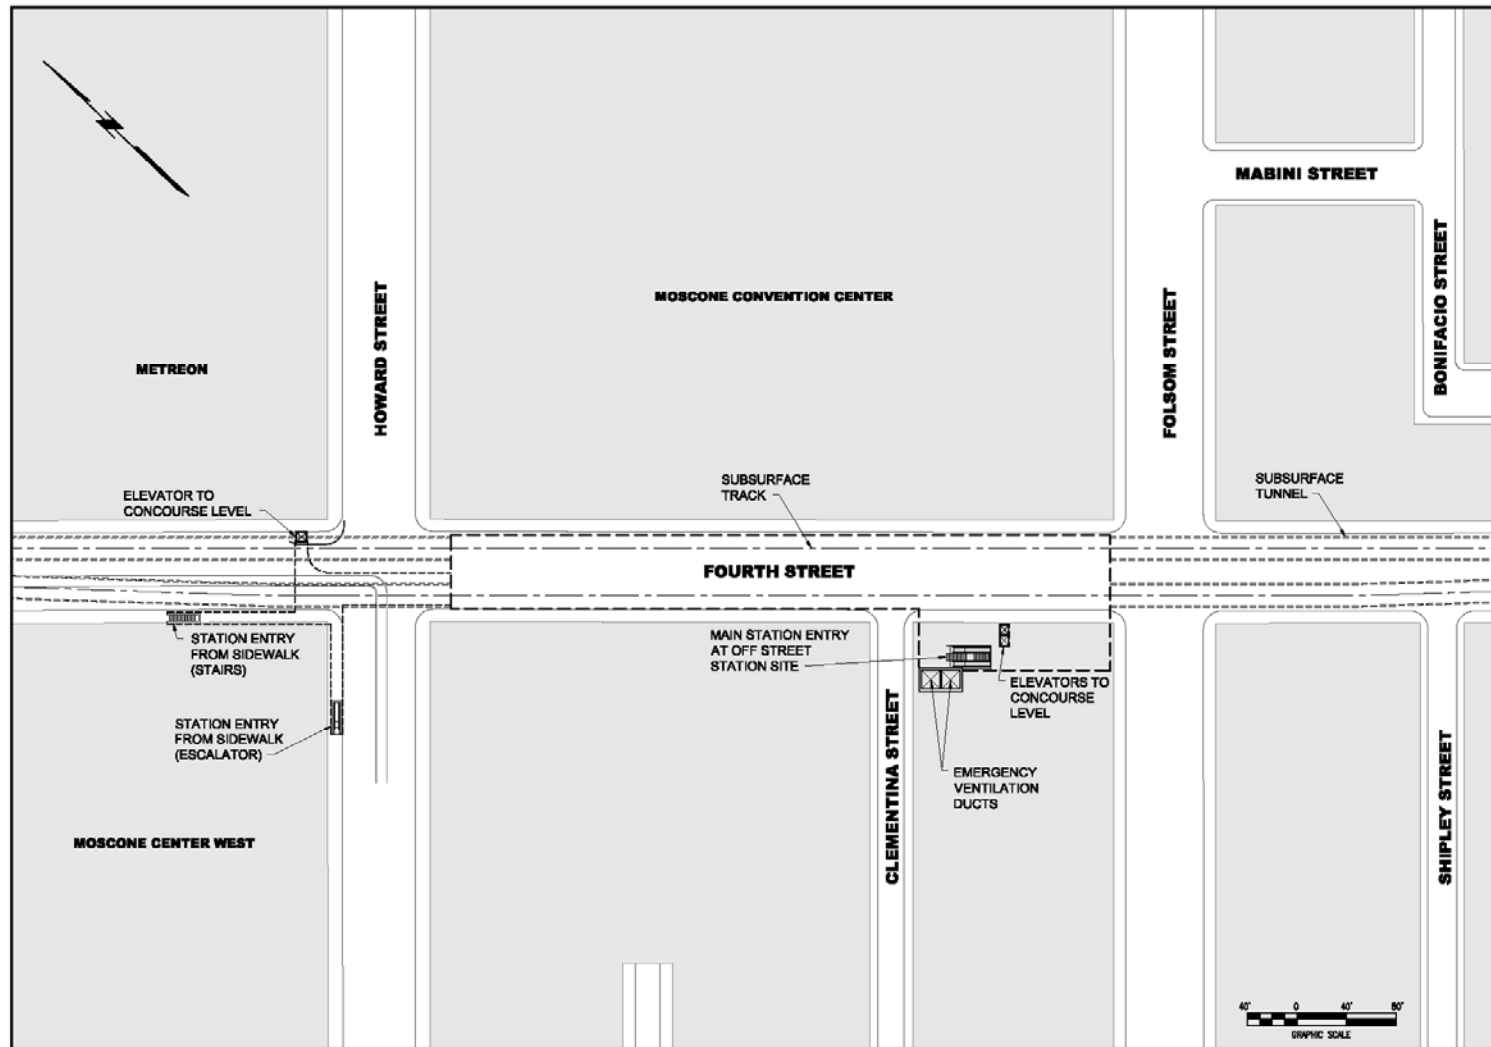 MABINI STREET
BONIFACIO STREET
MOSCONE CONVENTION CENTER
HOWARD STREET
FOLSOM STREET
METREON
SUBSURFACE
TRACK
SUBSURFACE
TUNNEL
ELEVATOR TO
CONCOURSE LEVEL
FOURTH STREET
STATION ENTRY
FROM SIDEWALK
(STAIRS)
MAIN STATION ENTRY
AT OFF STREET
STATION SITE
ELEVATORS TO
CONCOURSE
LEVEL
STATION ENTRY
FROM SIDEWALK
(ESCALATOR)
CLEMENTINA STREET
EMERGENCY
VENTILATION
DUCTS
SHIPLEY STREET
MOSCONE CENTER WEST
40' 0 40' 80'
GRAPHIC SCALE